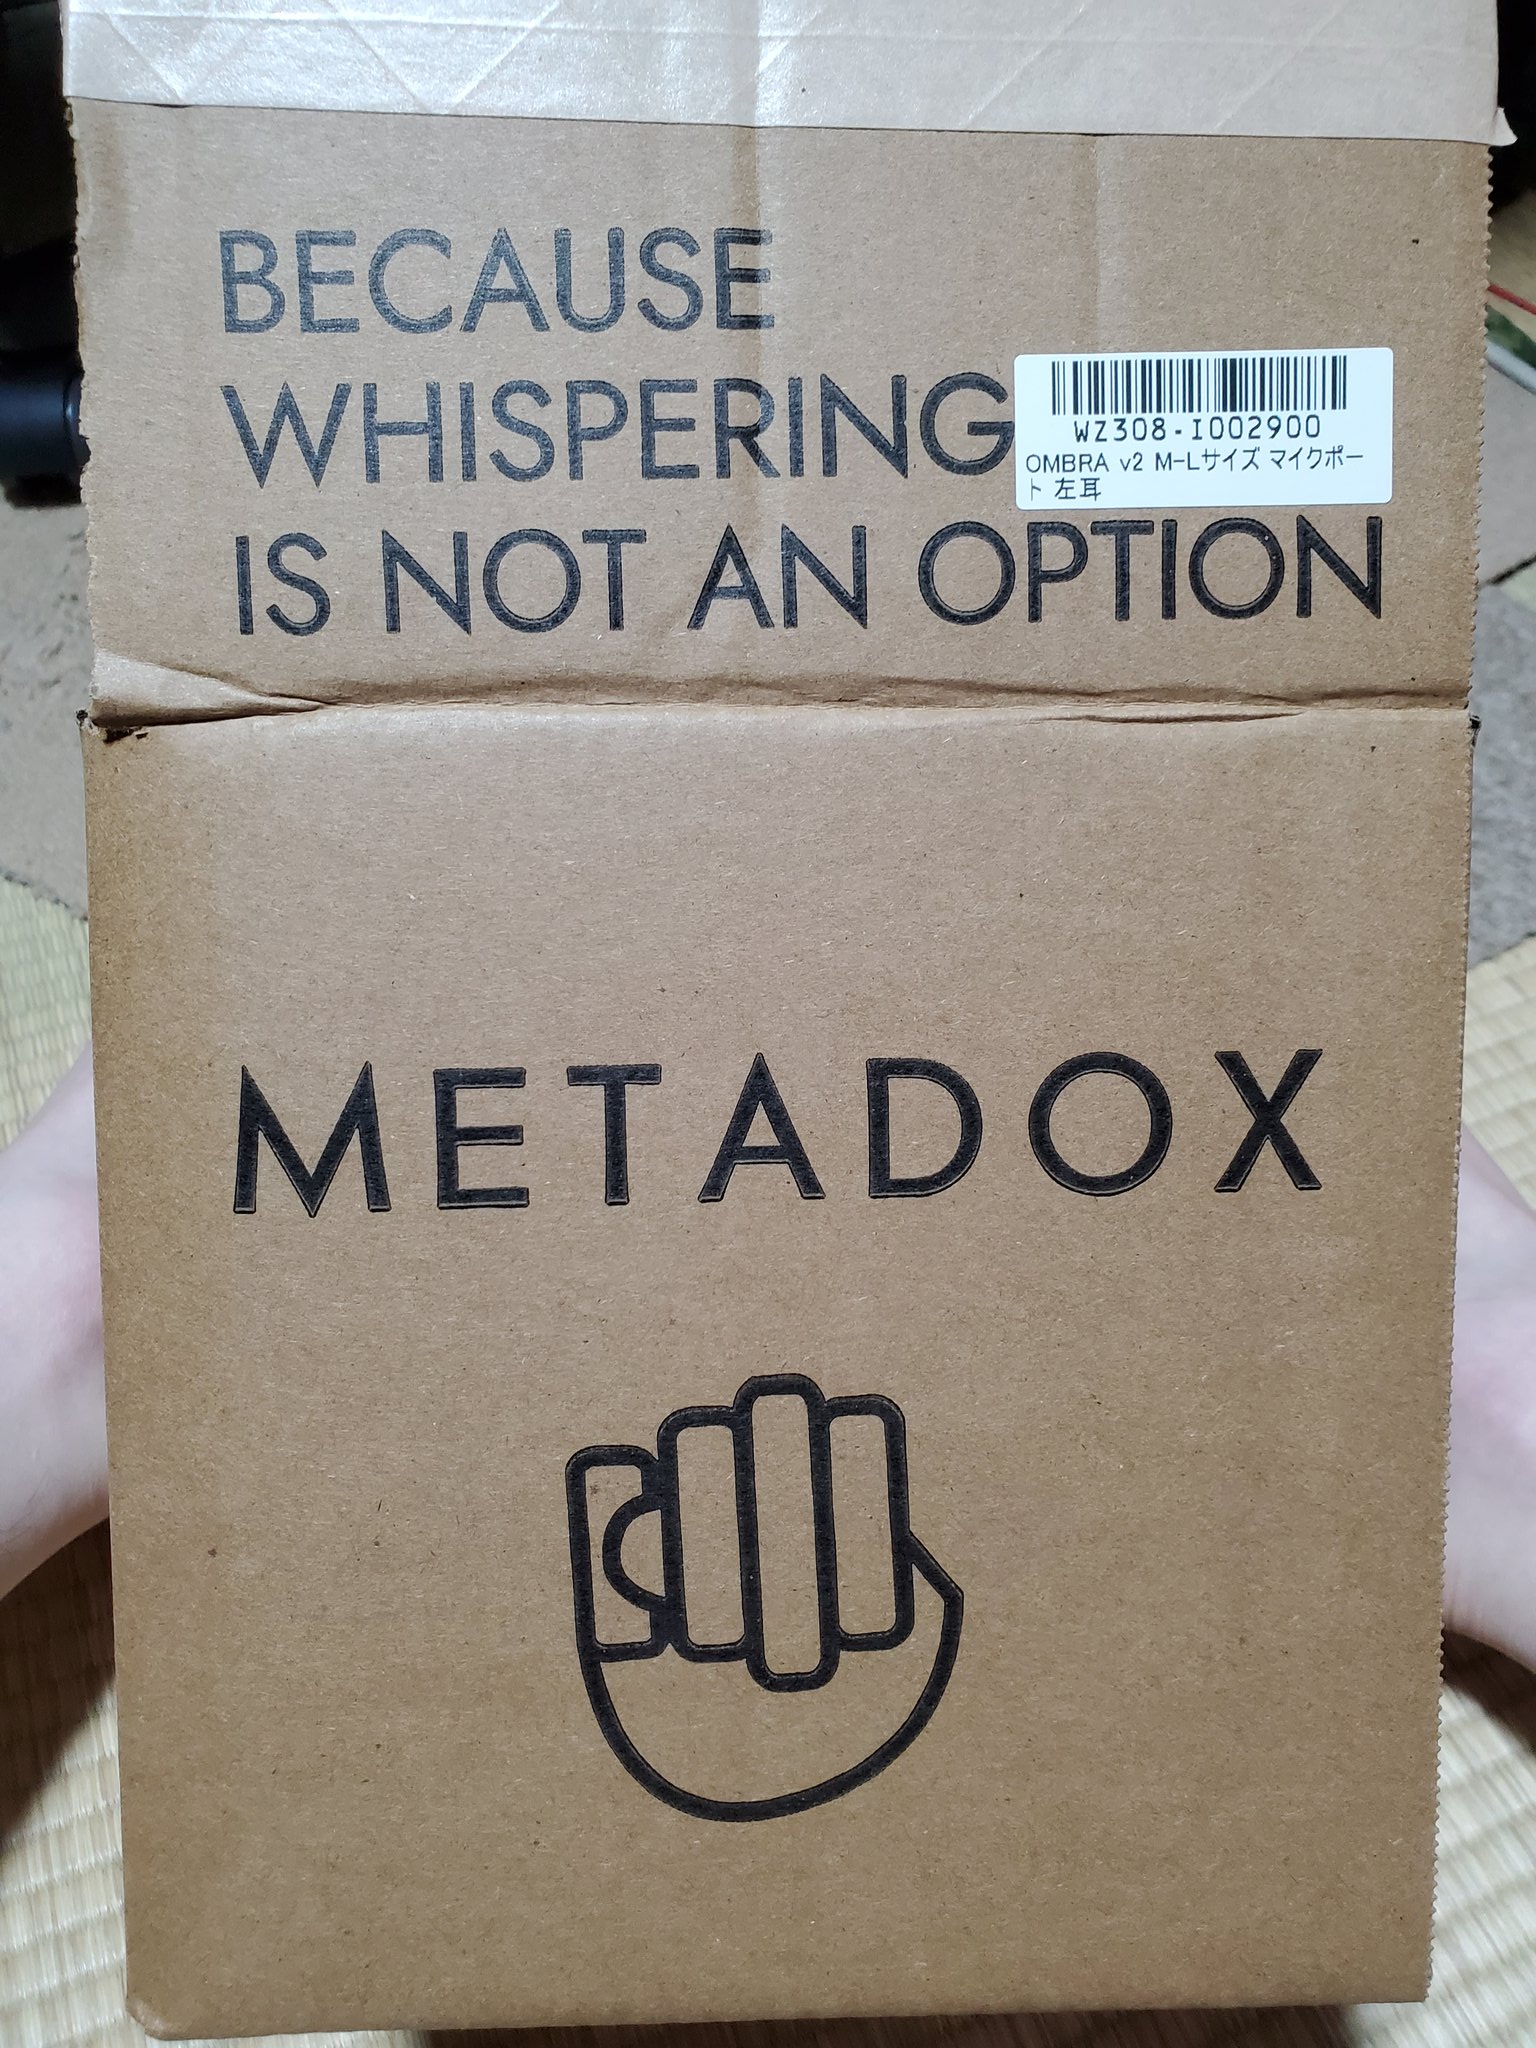 BECAUSE
WHISPERING
WZ308-I002900
OMBRA v2 M-Lサイズ マイクポー
ト 左耳
IS NOT AN OPTION
METADOX